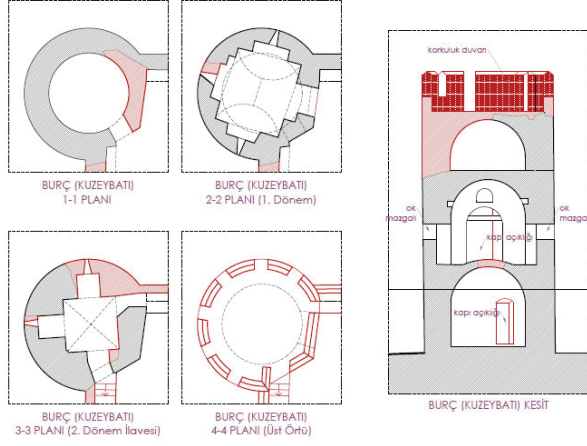 BURÇ (KUZEYBATI)
1-1 PLANI
BURÇ (KUZEYBATI)
2-2 PLANI (1. Dönem)
BURÇ (KUZEYBATI)
3-3 PLANI (2. Dönem İlavesi)
BURÇ (KUZEYBATI)
4-4 PLANI (Üst Örtü)
korkuluk duvarı
ok
mazgalı
ok
mazgalı
kapı açıklığı
kapı açıklığı
BURÇ (KUZEYBATI) KESİT